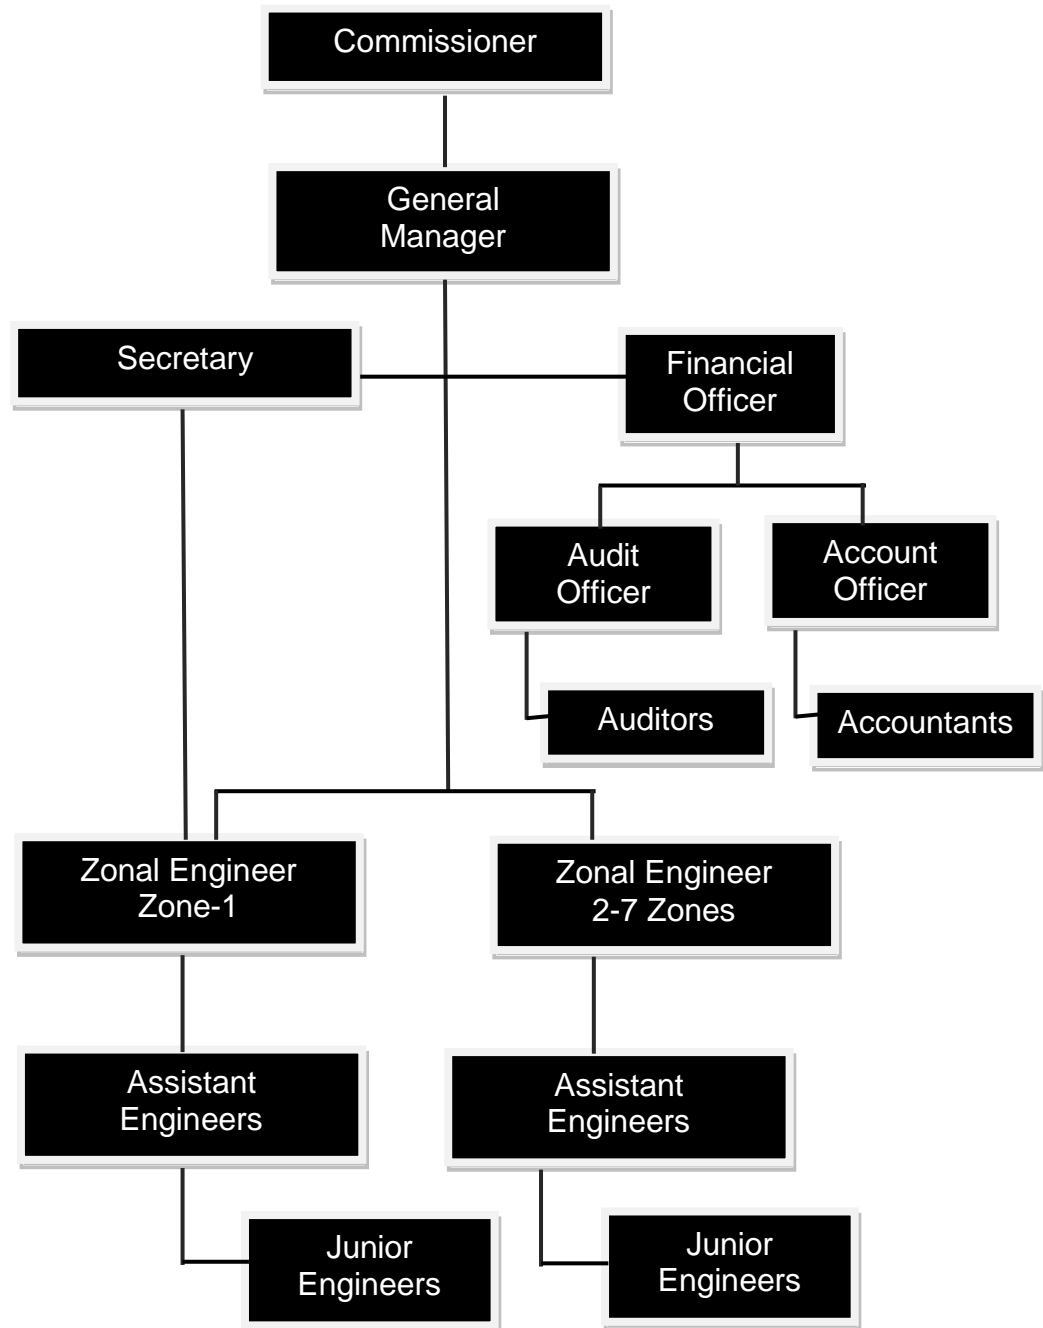 Commissioner
General
Manager
Secretary
Financial
Officer
Audit
Officer
Account
Officer
Auditors
Accountants
Zonal Engineer
Zone-1
Zonal Engineer
2-7 Zones
Assistant
Engineers
Assistant
Engineers
Junior
Engineers
Junior
Engineers